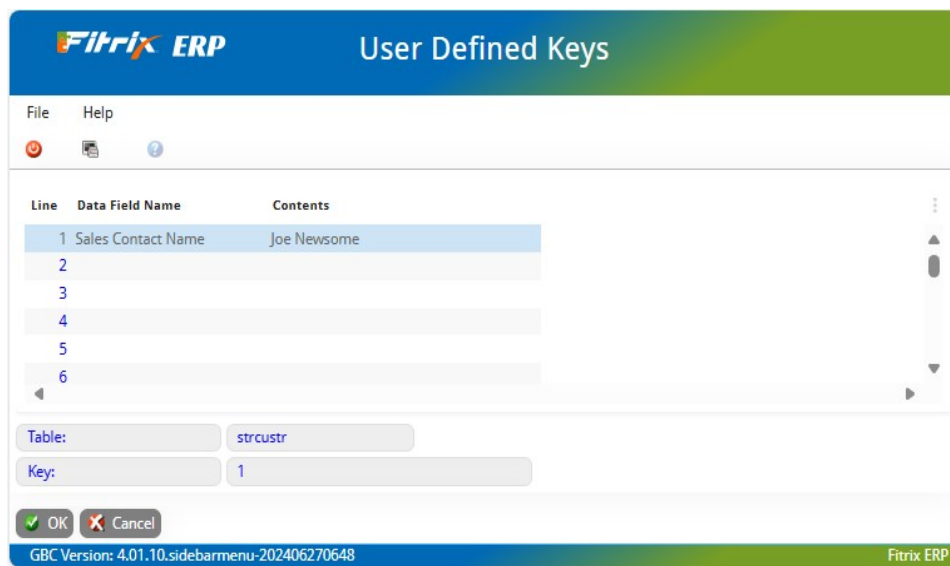 Fitrix ERP User Defined Keys
File Help
Line Data Field Name Contents
1 Sales Contact Name Joe Newsome
2
3
4
5
6
Table: strcustr
Key: 1
OK Cancel
GBC Version: 4.01.10.sidebarmenu-202406270648 Fitrix ERP